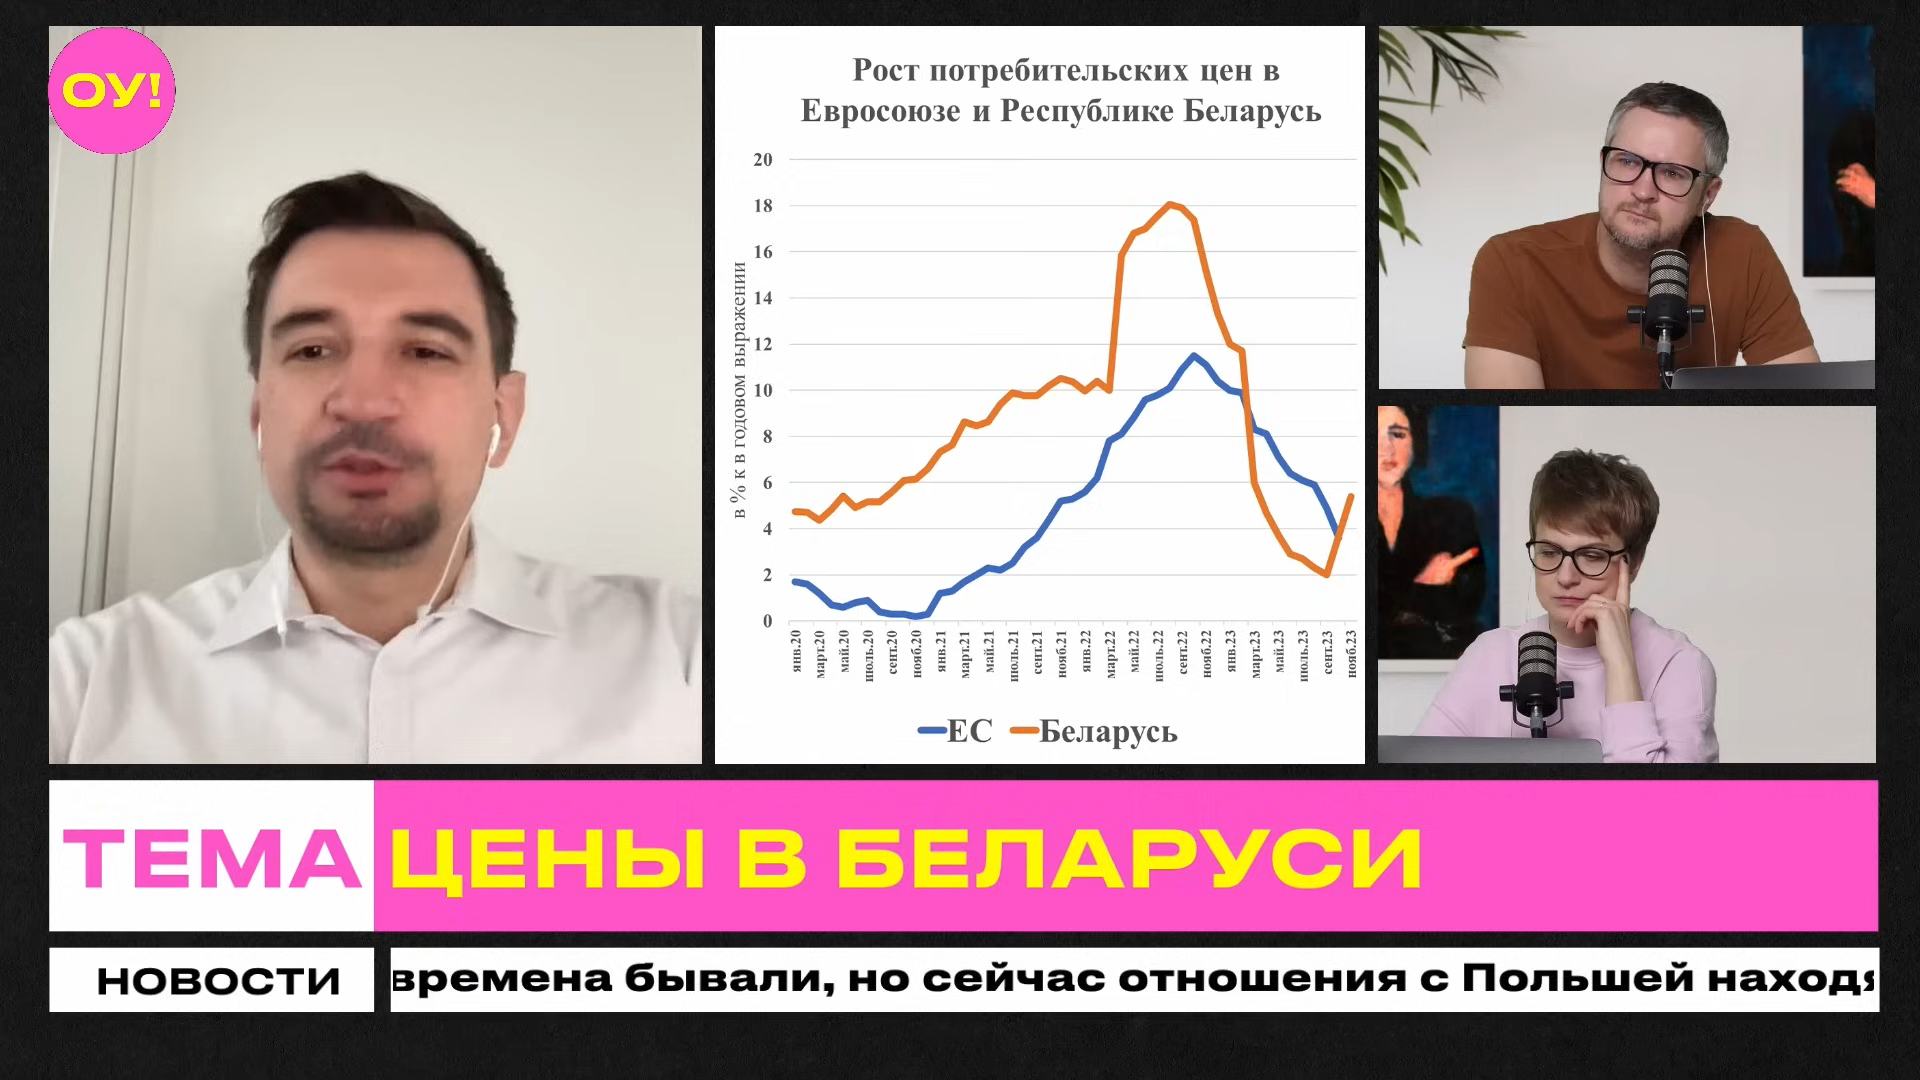 ОУ!
Рост потребительских цен в
Евросоюзе и Республике Беларусь
в % к в годовом выражении
20
18
16
14
12
10
8
6
4
2
0
янв.20
март.20
май.20
июль.20
сент.20
нояб.20
янв.21
март.21
май.21
июль.21
сент.21
нояб.21
янв.22
март.22
май.22
июль.22
сент.22
нояб.22
янв.23
март.23
май.23
июль.23
сент.23
нояб.23
ЕС Беларусь
ТЕМА ЦЕНЫ В БЕЛАРУСИ
НОВОСТИ времена бывали, но сейчас отношения с Польшей находя